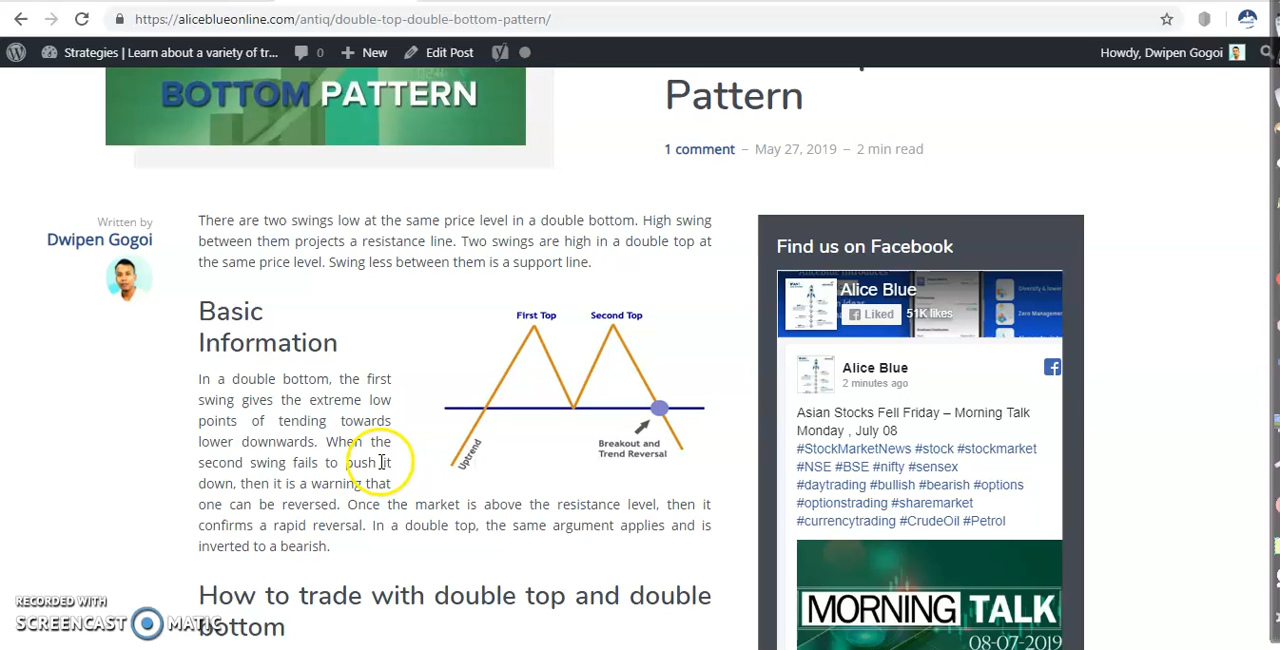 https://aliceblueonline.com/antiq/double-top-double-bottom-pattern/
Strategies | Learn about a variety of tr... 0 New Edit Post
Howdy, Dwipen Gogoi
BOTTOM PATTERN
Pattern
1 comment – May 27, 2019 – 2 min read
Written by
Dwipen Gogoi
There are two swings low at the same price level in a double bottom. High swing
between them projects a resistance line. Two swings are high in a double top at
the same price level. Swing less between them is a support line.
Basic
Information
In a double bottom, the first
swing gives the extreme low
points of tending towards
lower downwards. When the
second swing fails to push it
down, then it is a warning that
one can be reversed. Once the market is above the resistance level, then it
confirms a rapid reversal. In a double top, the same argument applies and is
inverted to a bearish.
First Top
Second Top
Uptrend
Breakout and
Trend Reversal
How to trade with double top and double
bottom
Find us on Facebook
Alice Blue
Liked 51K likes
Alice Blue
2 minutes ago
Asian Stocks Fell Friday – Morning Talk
Monday , July 08
#StockMarketNews #stock #stockmarket
#NSE #BSE #nifty #sensex
#daytrading #bullish #bearish #options
#optionstrading #sharemarket
#currencytrading #CrudeOil #Petrol
MORNING TALK
08-07-2019
RECORDED WITH
SCREENCAST MATIC